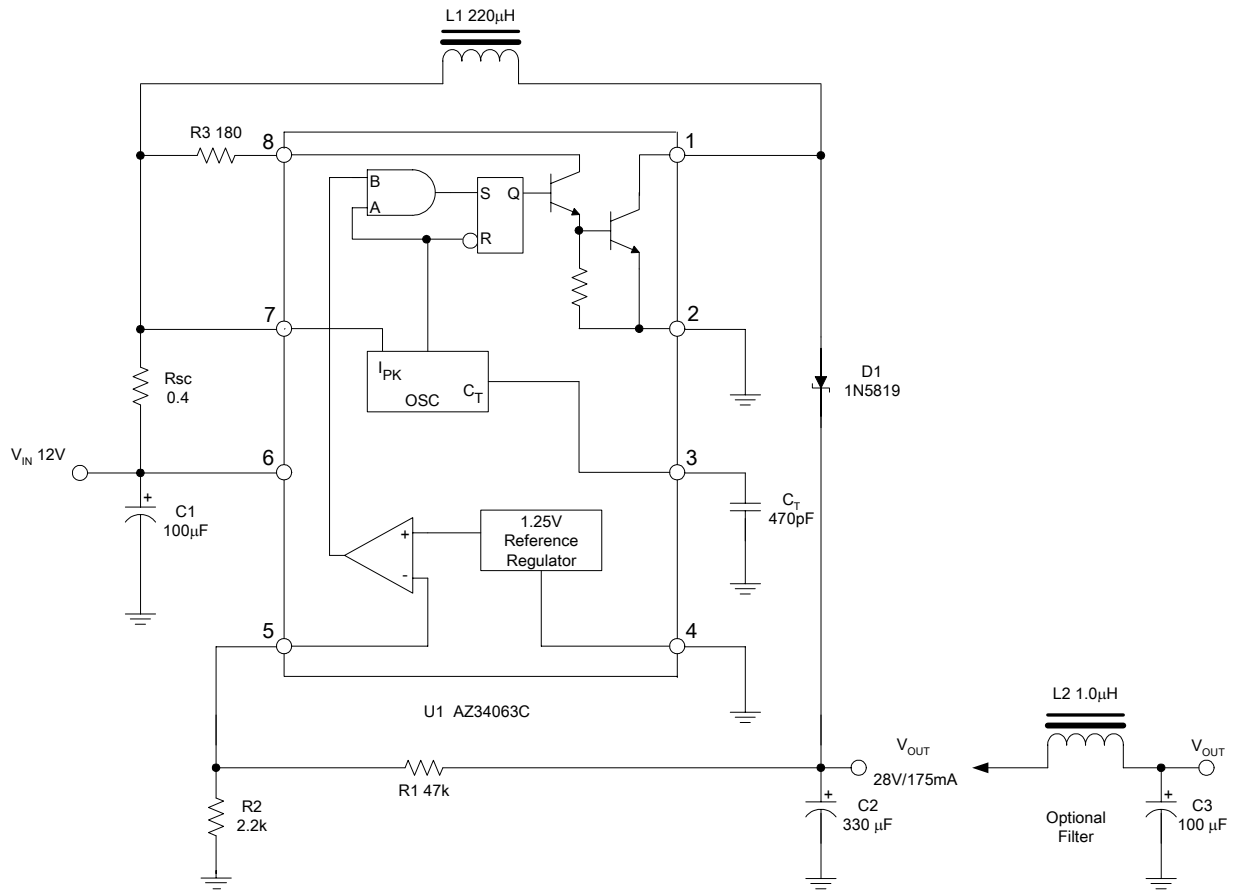 L1 220μH
R3 180
8
1
B
A
S
Q
R
7
2
I_PK
C_T
OSC
Rsc
0.4
D1
1N5819
V_IN 12V
6
3
C1
100μF
C_T
470pF
+
1.25V
Reference
Regulator
+
-
5
4
U1 AZ34063C
L2 1.0μH
V_OUT
28V/175mA
V_OUT
R1 47k
R2
2.2k
+
C2
330 μF
Optional
Filter
+
C3
100 μF